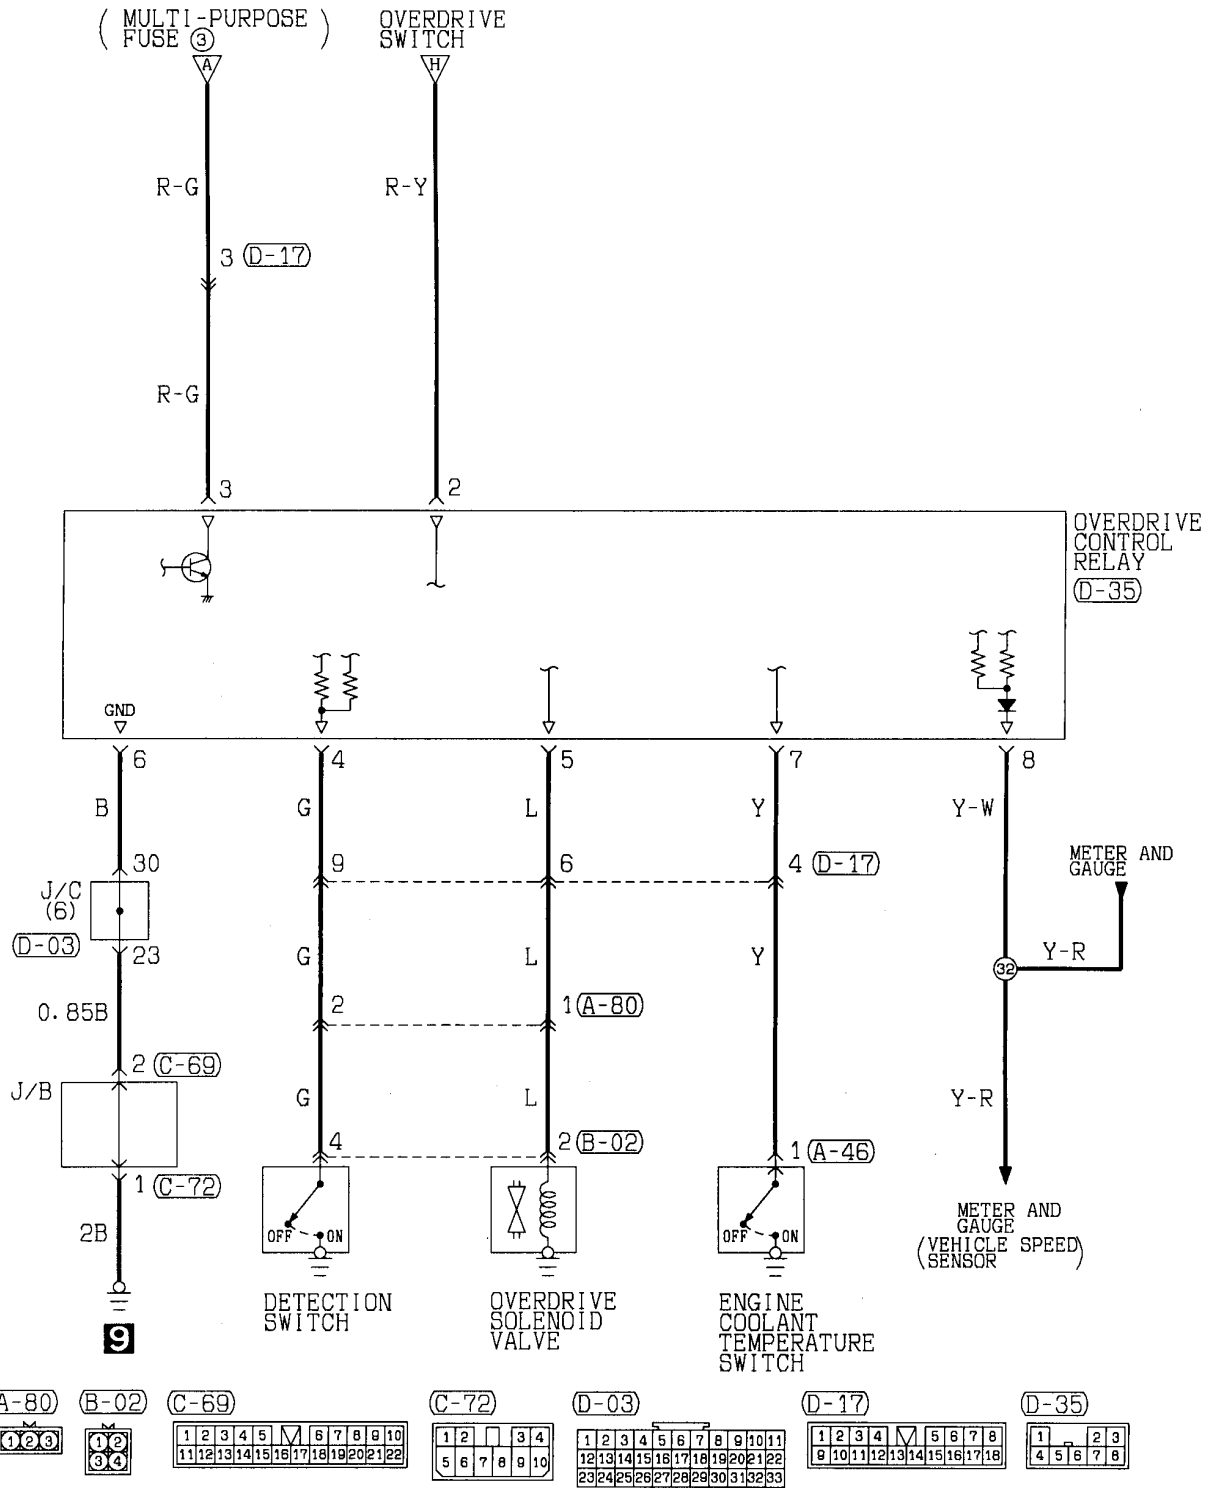 ( MULTI-PURPOSE
FUSE ③ )
OVERDRIVE
SWITCH
A
H
R-G
R-Y
3 D-17
R-G
3
2
OVERDRIVE
CONTROL
RELAY
D-35
GND
6
4
5
7
8
B
G
L
Y
Y-W
30
9
6
4 D-17
METER AND
GAUGE
J/C
(6)
D-03
23
G
L
Y
32
Y-R
0.85B
2
1 A-80
2 C-69
J/B
G
L
Y-R
4
2 B-02
1 A-46
1 C-72
2B
OFF ON
OFF ON
METER AND
GAUGE
(VEHICLE SPEED
SENSOR)
9
DETECTION
SWITCH
OVERDRIVE
SOLENOID
VALVE
ENGINE
COOLANT
TEMPERATURE
SWITCH
A-80
1 2 3
B-02
1 2
3 4
C-69
1 2 3 4 5 6 7 8 9 10
11 12 13 14 15 16 17 18 19 20 21 22
C-72
1 2 3 4
5 6 7 8 9 10
D-03
1 2 3 4 5 6 7 8 9 10 11
12 13 14 15 16 17 18 19 20 21 22
23 24 25 26 27 28 29 30 31 32 33
D-17
1 2 3 4 5 6 7 8
9 10 11 12 13 14 15 16 17 18
D-35
1 2 3
4 5 6 7 8